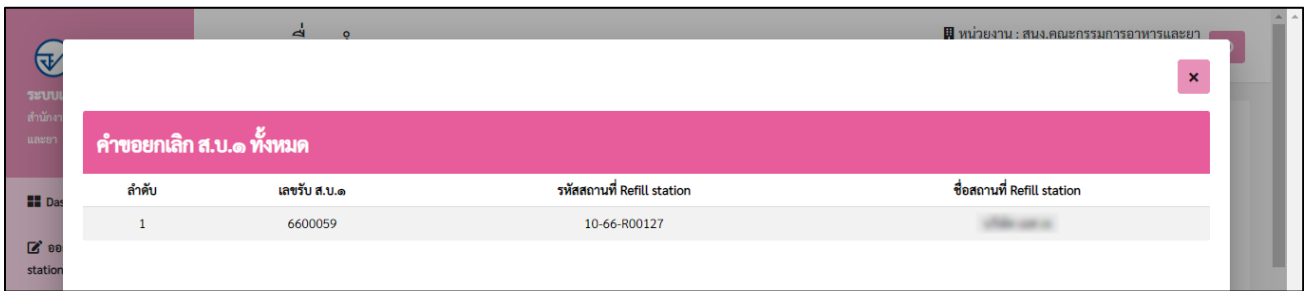 หน่วยงาน : สนง.คณะกรรมการอาหารและยา
×
ระบบ
สำนักงา
และยา
คำขอยกเลิก ส.บ.๑ ทั้งหมด
ลำดับ เลขรับ ส.บ.๑ รหัสสถานที่ Refill station ชื่อสถานที่ Refill station
1 6600059 10-66-R00127
Das
ออ
station